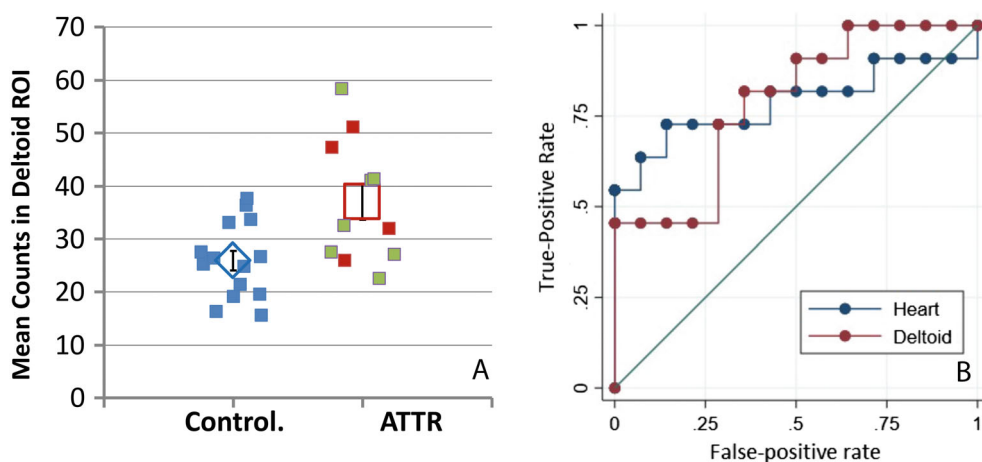 Mean Counts in Deltoid ROI
70
60
50
40
30
20
10
0
Control.
ATTR
A
True-Positive Rate
1
.75
.5
.25
0
0
.25
.5
.75
1
False-positive rate
Heart
Deltoid
B